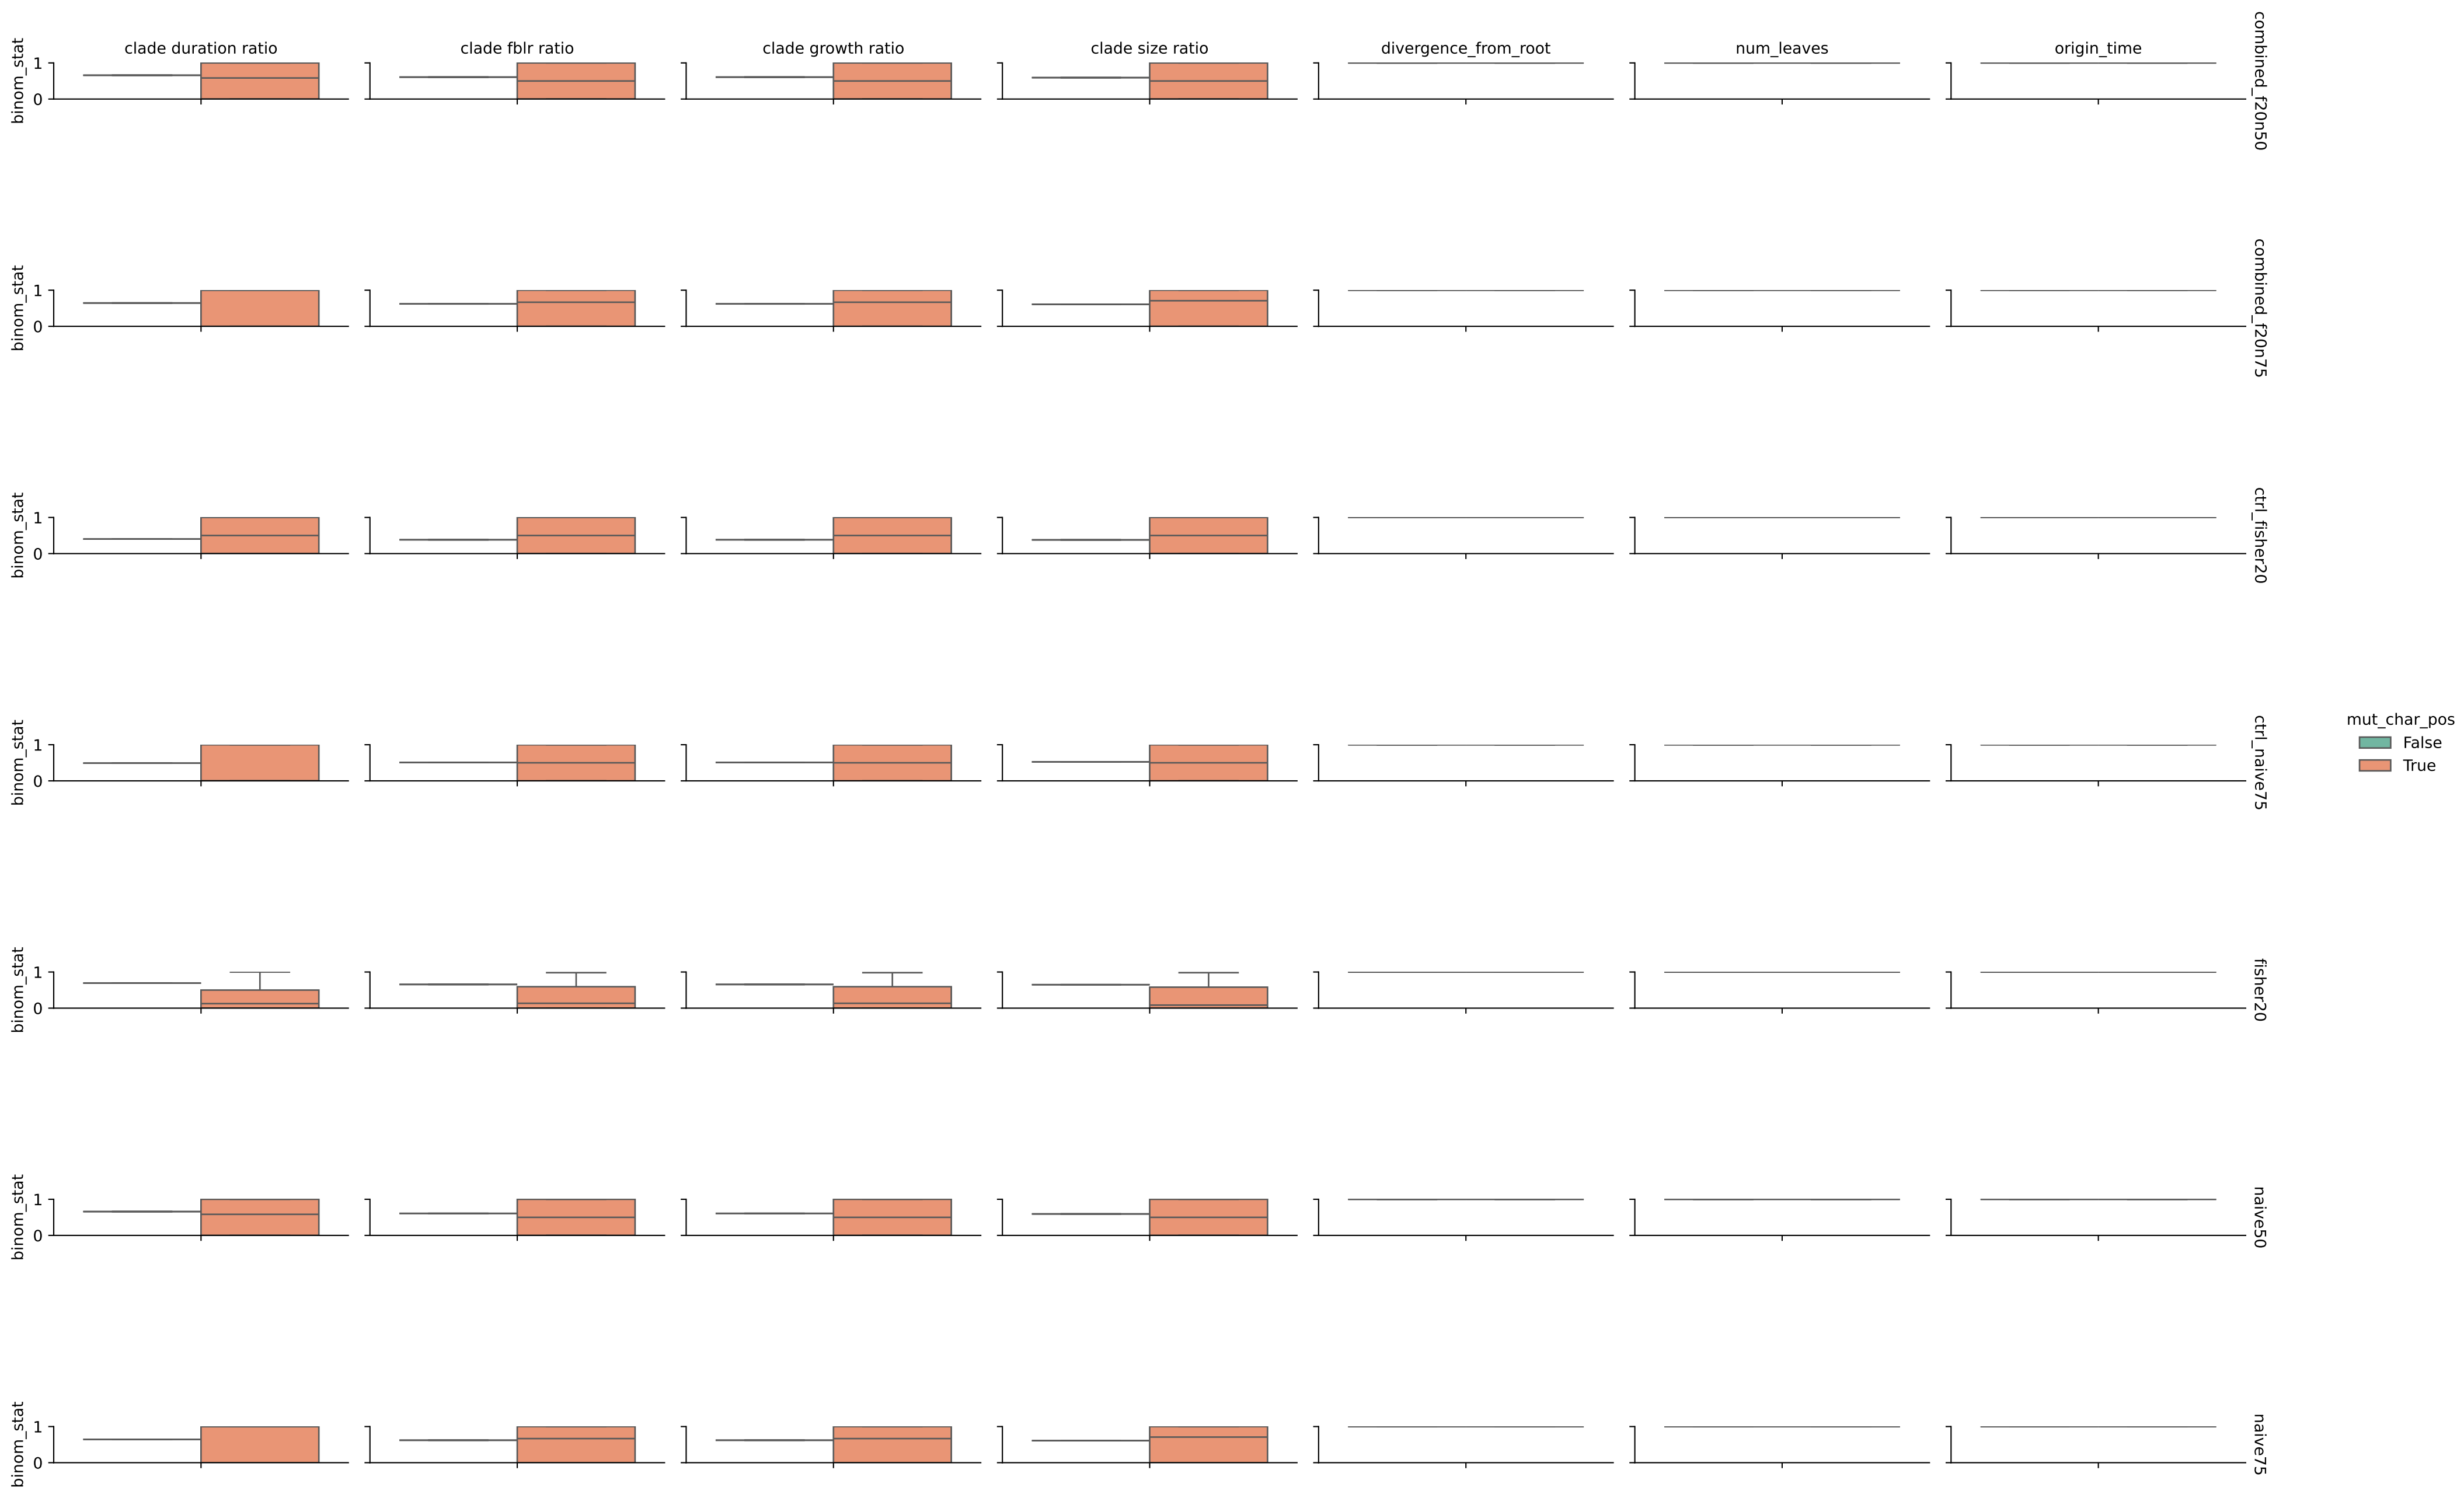 clade duration ratio
clade fblr ratio
clade growth ratio
clade size ratio
divergence_from_root
num_leaves
origin_time
binom_stat
1
0
combined_f20n50
binom_stat
1
0
combined_f20n75
binom_stat
1
0
ctrl_fisher20
binom_stat
1
0
ctrl_naive75
mut_char_pos
False
True
binom_stat
1
0
fisher20
binom_stat
1
0
naive50
binom_stat
1
0
naive75